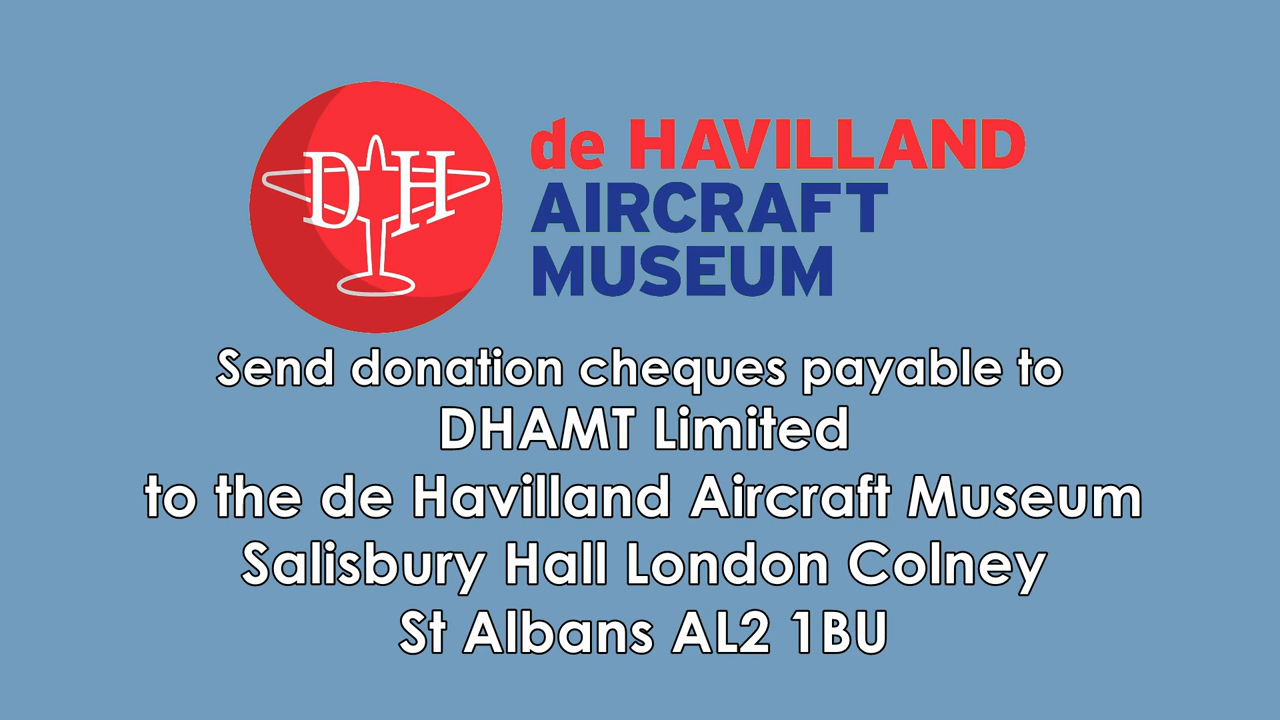 DH
de HAVILLAND
AIRCRAFT
MUSEUM
Send donation cheques payable to
DHAMT Limited
to the de Havilland Aircraft Museum
Salisbury Hall London Colney
St Albans AL2 1BU